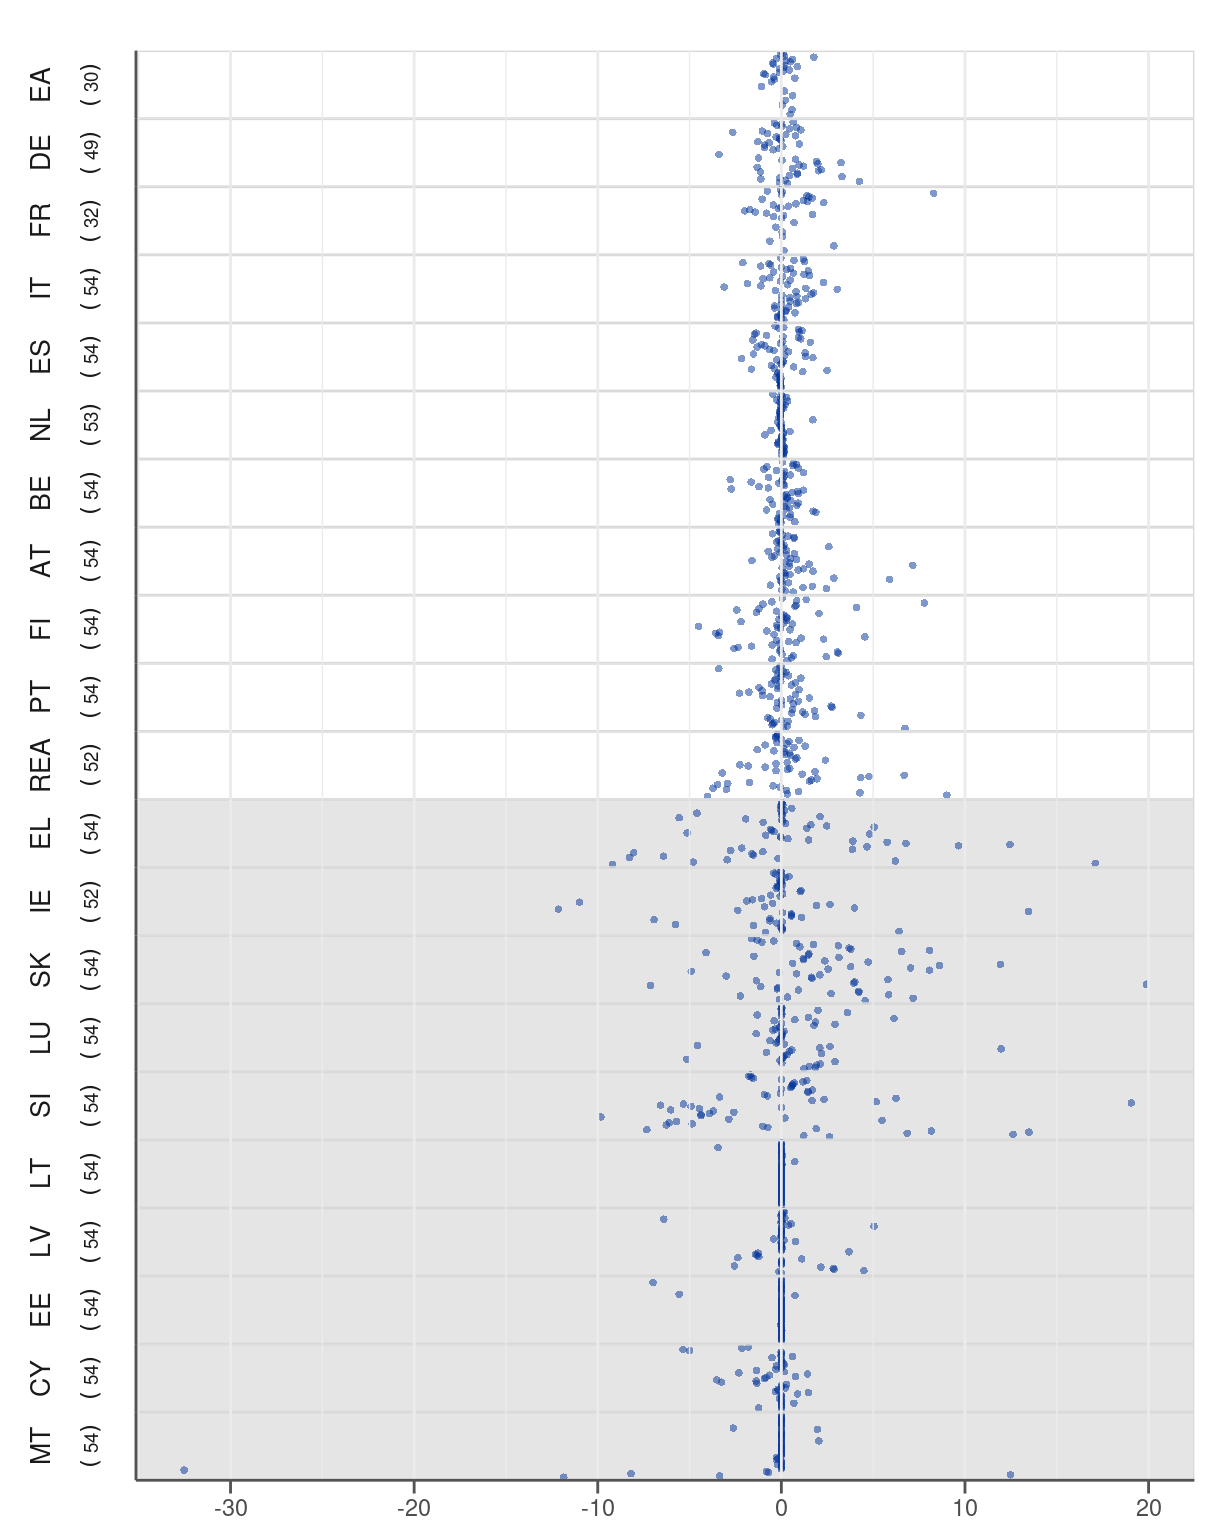 EA ( 30)
DE ( 49)
FR ( 32)
IT ( 54)
ES ( 54)
NL ( 53)
BE ( 54)
AT ( 54)
FI ( 54)
PT ( 54)
REA ( 52)
EL ( 54)
IE ( 52)
SK ( 54)
LU ( 54)
SI ( 54)
LT ( 54)
LV ( 54)
EE ( 54)
CY ( 54)
MT ( 54)
-30 -20 -10 0 10 20